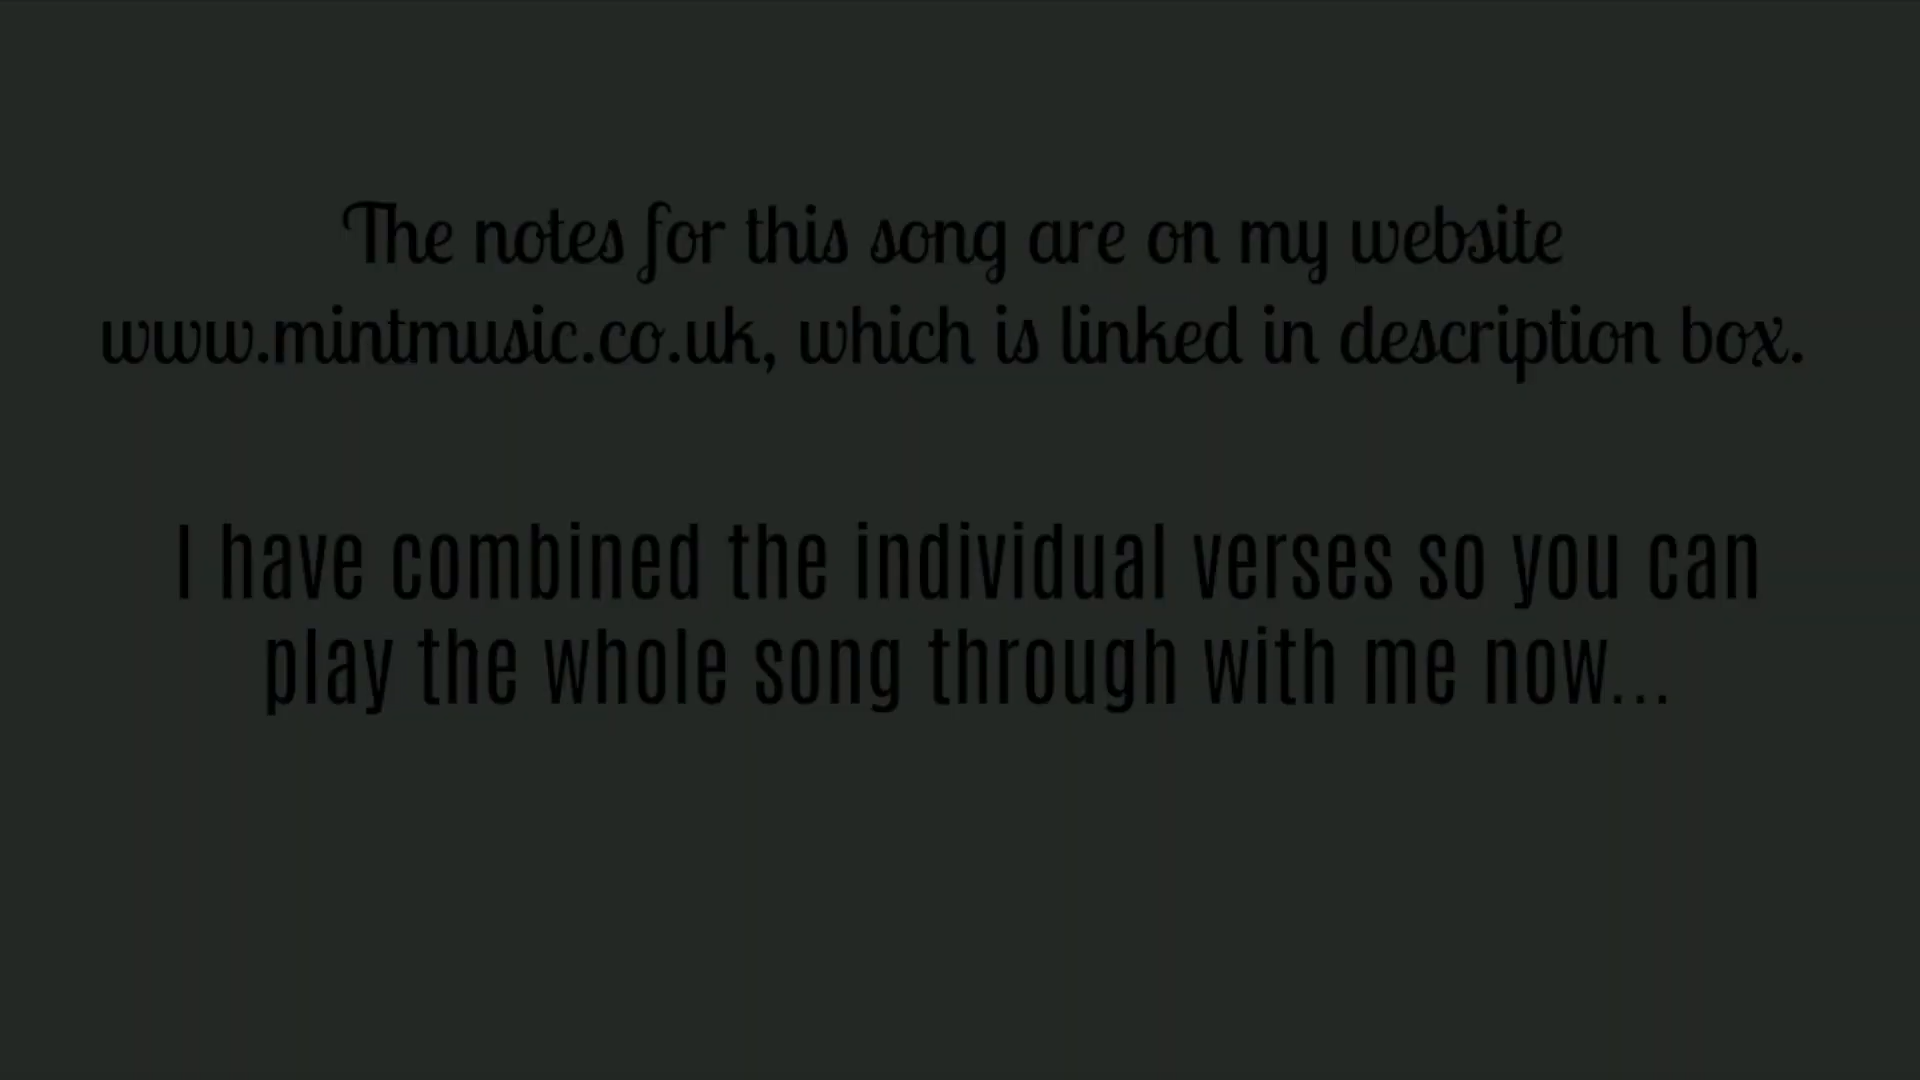 The notes for this song are on my website
www.mintmusic.co.uk, which is linked in description box.
I have combined the individual verses so you can
play the whole song through with me now...